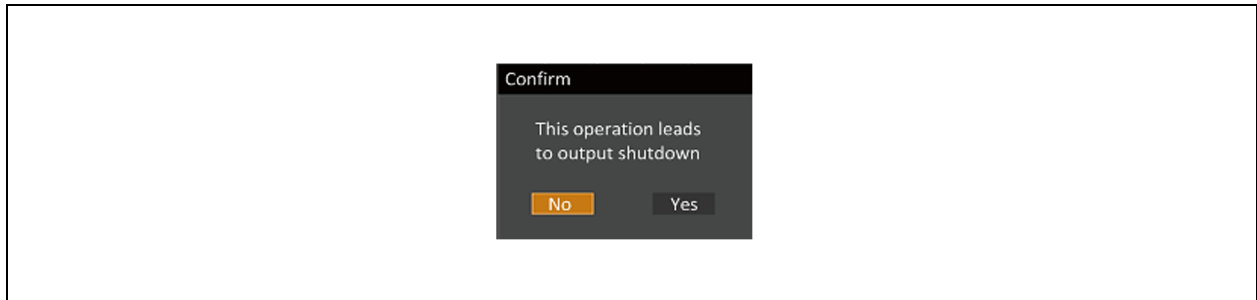 Confirm
This operation leads
to output shutdown
No Yes